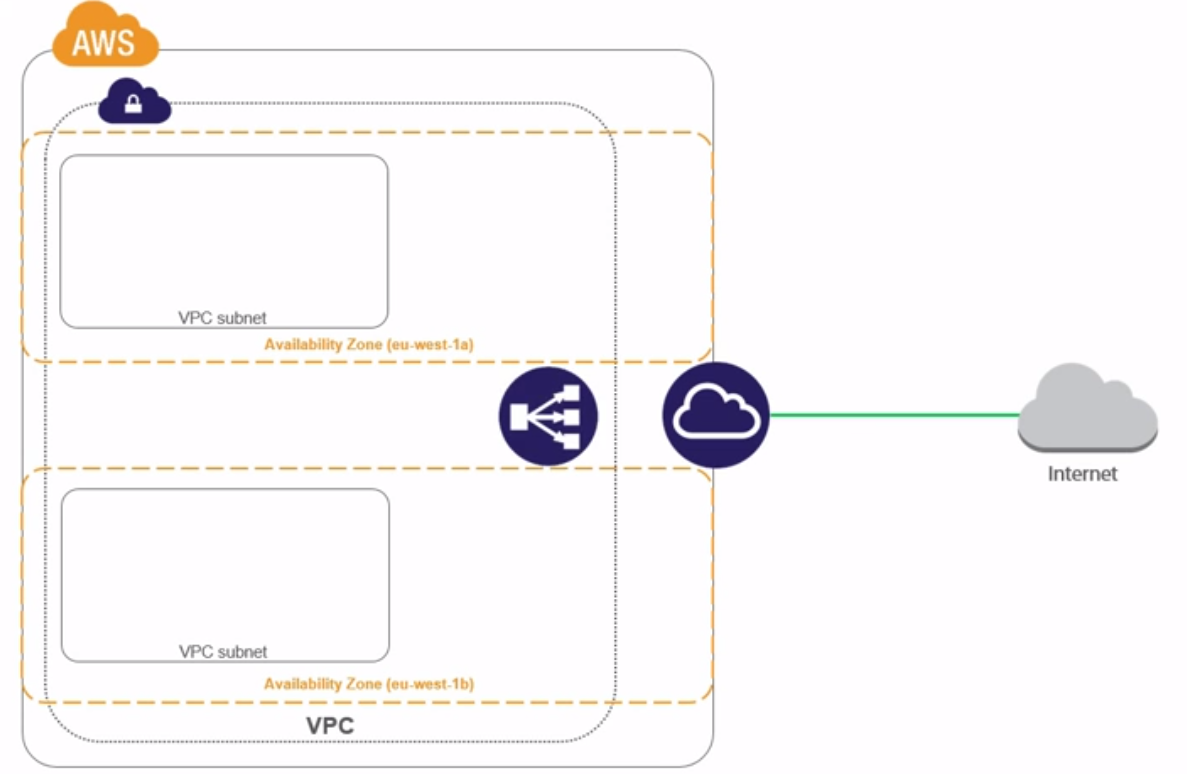 AWS
VPC subnet
Availability Zone (eu-west-1a)
Internet
VPC subnet
Availability Zone (eu-west-1b)
VPC